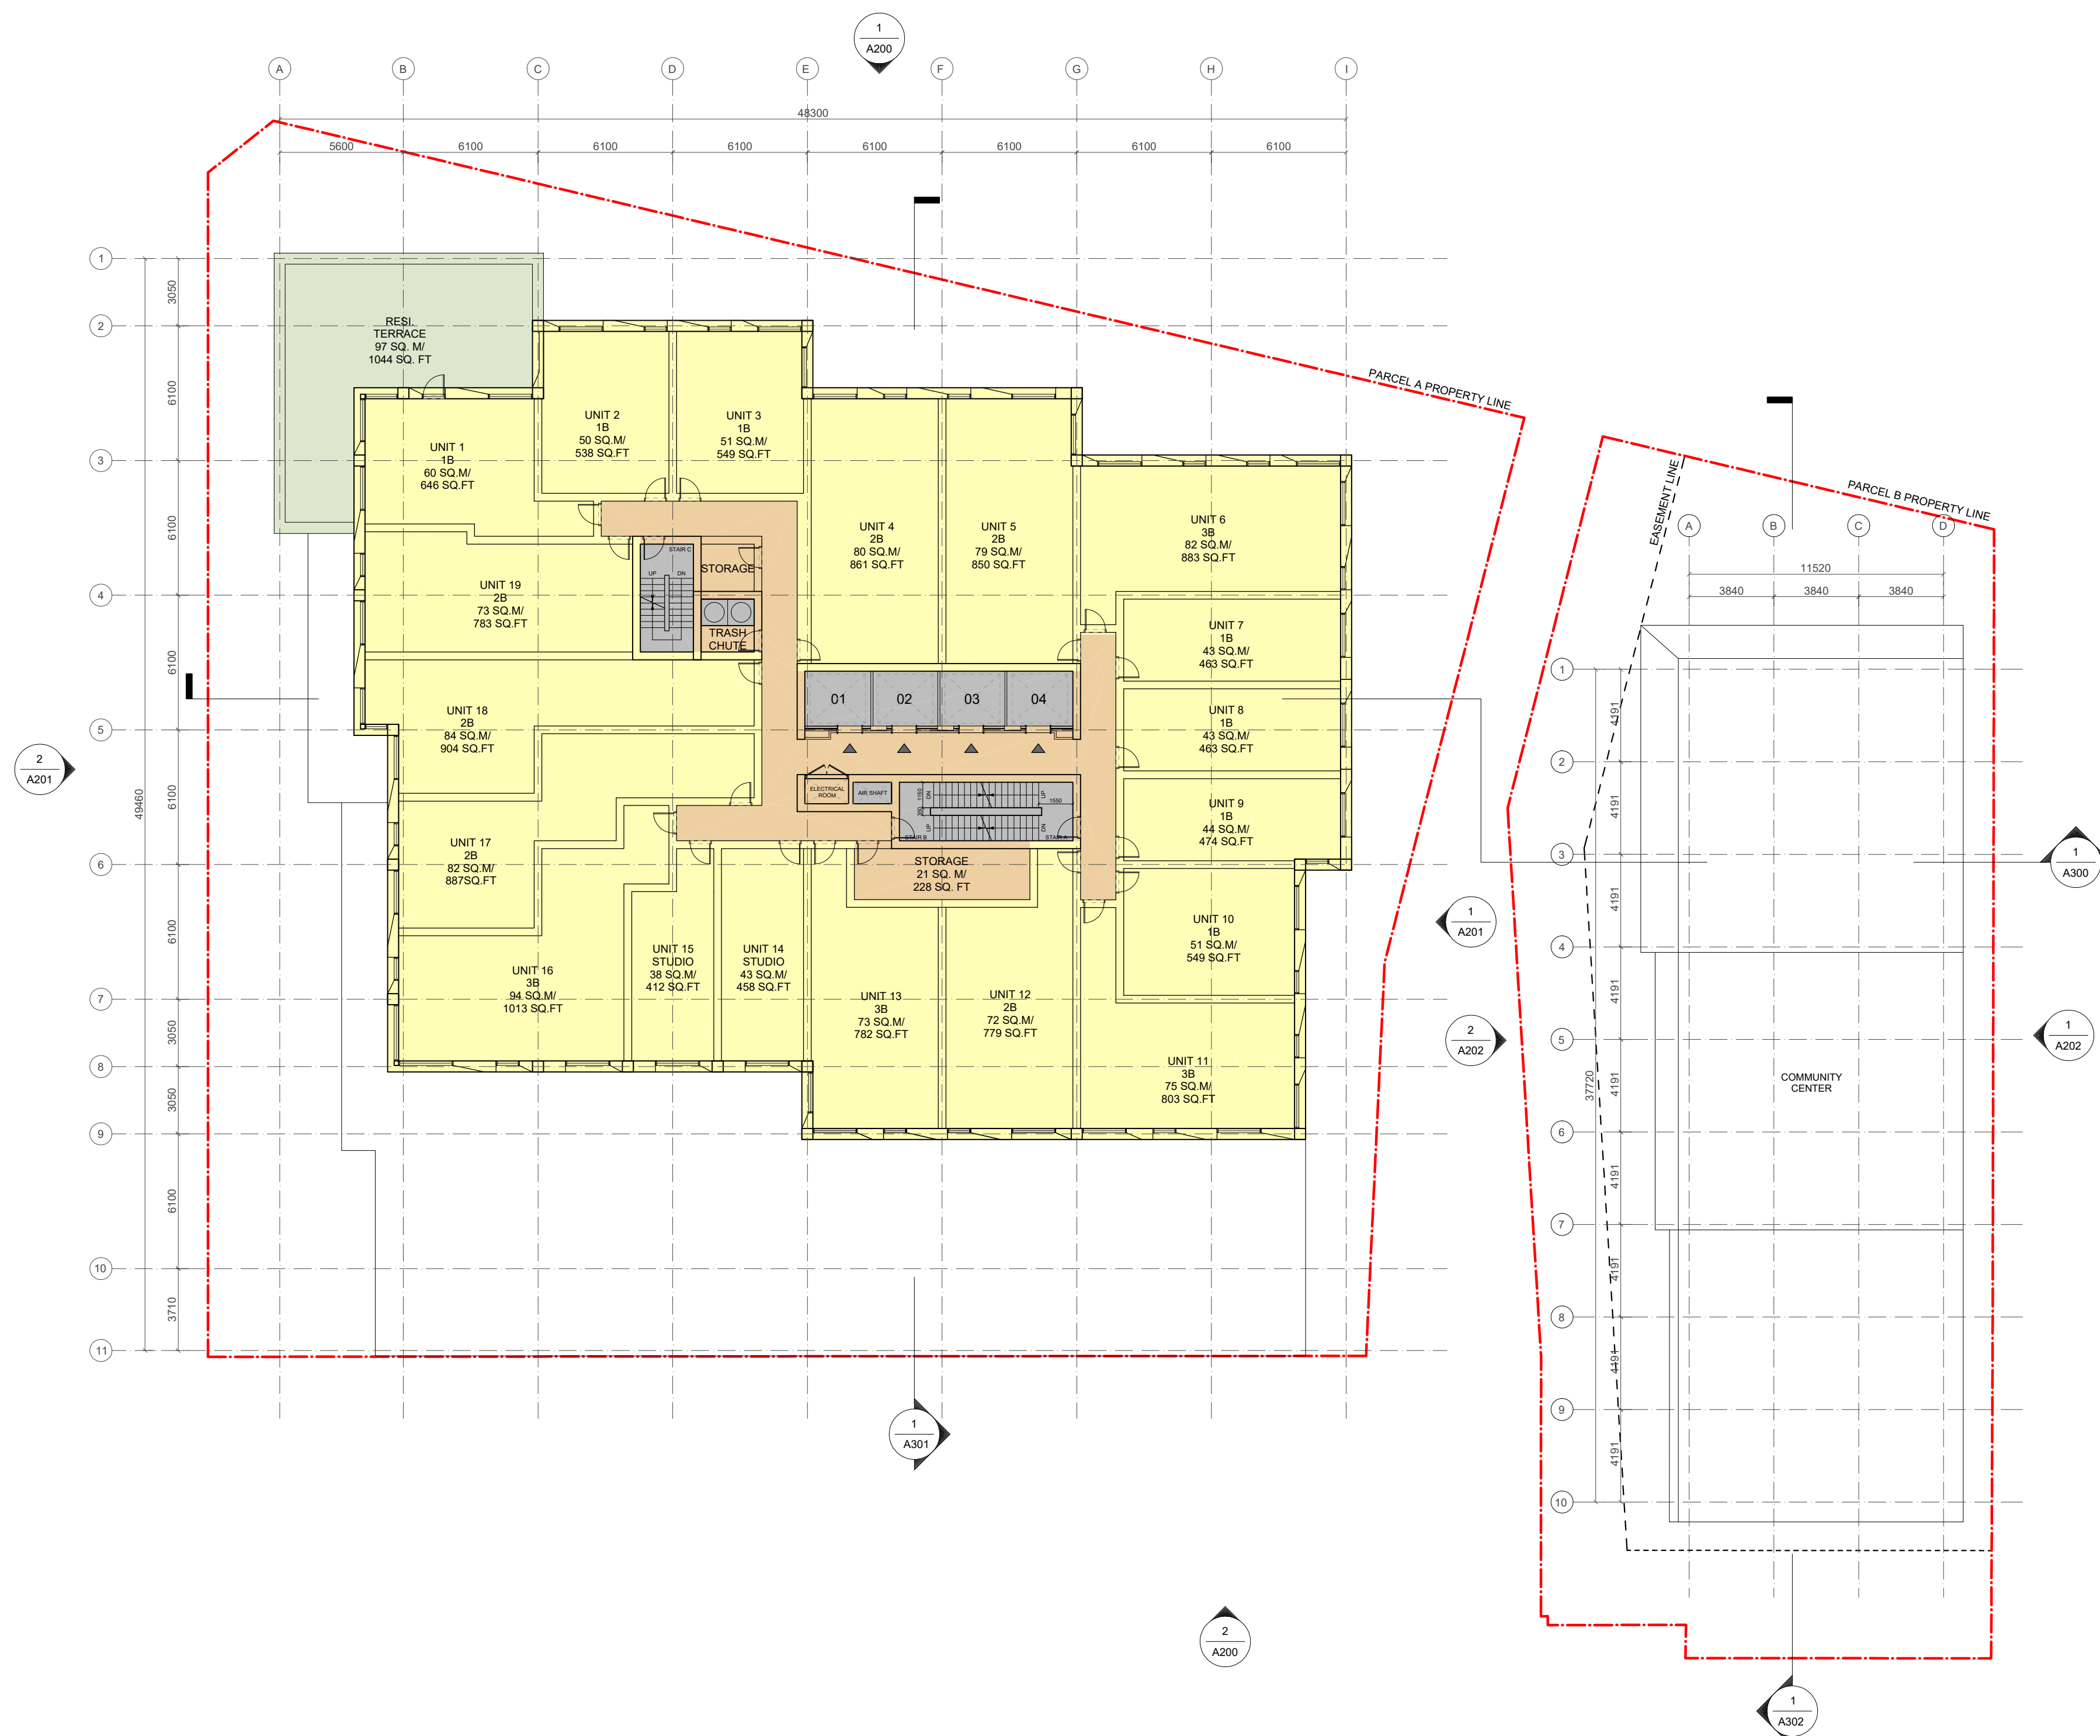 1
A200
A
B
C
D
E
F
G
H
I
48300
5600
6100
6100
6100
6100
6100
6100
6100
1
2
3
4
5
6
7
8
9
10
11
3050
6100
6100
6100
6100
6100
3050
3050
6100
3710
49460
RESI.
TERRACE
97 SQ. M/
1044 SQ. FT
UNIT 1
1B
60 SQ.M/
646 SQ.FT
UNIT 2
1B
50 SQ.M/
538 SQ.FT
UNIT 3
1B
51 SQ.M/
549 SQ.FT
UNIT 4
2B
80 SQ.M/
861 SQ.FT
UNIT 5
2B
79 SQ.M/
850 SQ.FT
UNIT 6
3B
82 SQ.M/
883 SQ.FT
UNIT 7
1B
43 SQ.M/
463 SQ.FT
UNIT 8
1B
43 SQ.M/
463 SQ.FT
UNIT 9
1B
44 SQ.M/
474 SQ.FT
UNIT 10
1B
51 SQ.M/
549 SQ.FT
UNIT 11
3B
75 SQ.M/
803 SQ.FT
UNIT 12
2B
72 SQ.M/
779 SQ.FT
UNIT 13
3B
73 SQ.M/
782 SQ.FT
UNIT 14
STUDIO
43 SQ.M/
458 SQ.FT
UNIT 15
STUDIO
38 SQ.M/
412 SQ.FT
UNIT 16
3B
94 SQ.M/
1013 SQ.FT
UNIT 17
2B
82 SQ.M/
887SQ.FT
UNIT 18
2B
84 SQ.M/
904 SQ.FT
UNIT 19
2B
73 SQ.M/
783 SQ.FT
STAIR C
UP
DN
STORAGE
TRASH
CHUTE
01
02
03
04
ELECTRICAL
ROOM
AIR SHAFT
1150
350
DN
UP
1550
UP
DN
STAIR B
STAIR A
STORAGE
21 SQ. M/
228 SQ. FT
PARCEL A PROPERTY LINE
2
A201
1
A201
2
A202
1
A301
2
A200
EASEMENT LINE
PARCEL B PROPERTY LINE
A
B
C
D
11520
3840
3840
3840
1
2
3
4
5
6
7
8
9
10
4191
4191
4191
4191
4191
4191
4191
4191
4191
37720
COMMUNITY
CENTER
1
A300
1
A202
1
A302